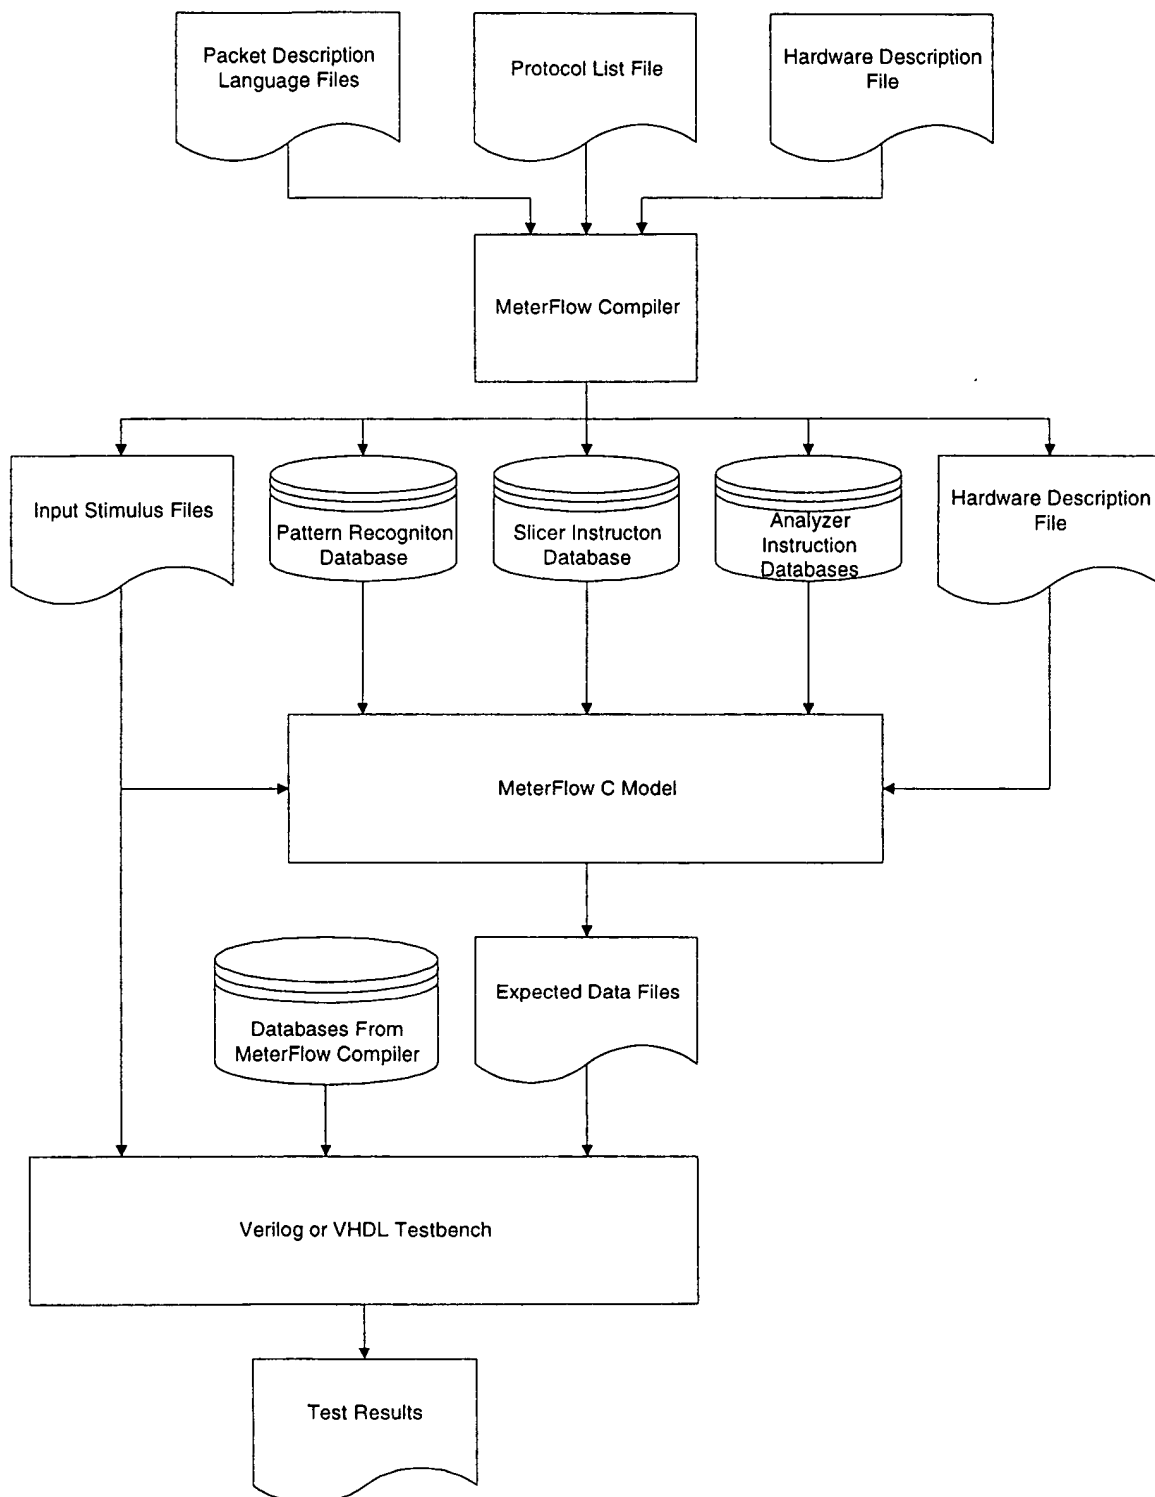 Packet Description
Language Files
Protocol List File
Hardware Description
File
MeterFlow Compiler
Input Stimulus Files
Pattern Recogniton
Database
Slicer Instructon
Database
Analyzer
Instruction
Databases
Hardware Description
File
MeterFlow C Model
Databases From
MeterFlow Compiler
Expected Data Files
Verilog or VHDL Testbench
Test Results